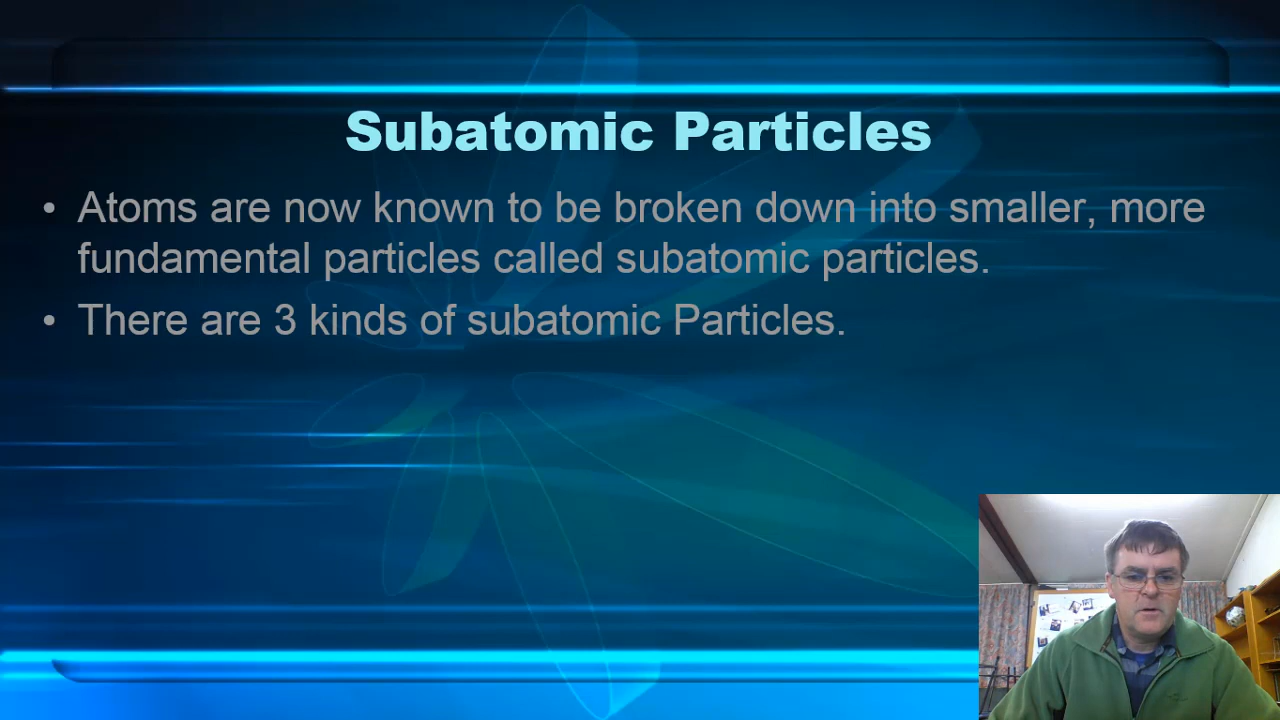 Subatomic Particles
• Atoms are now known to be broken down into smaller, more
fundamental particles called subatomic particles.
• There are 3 kinds of subatomic Particles.